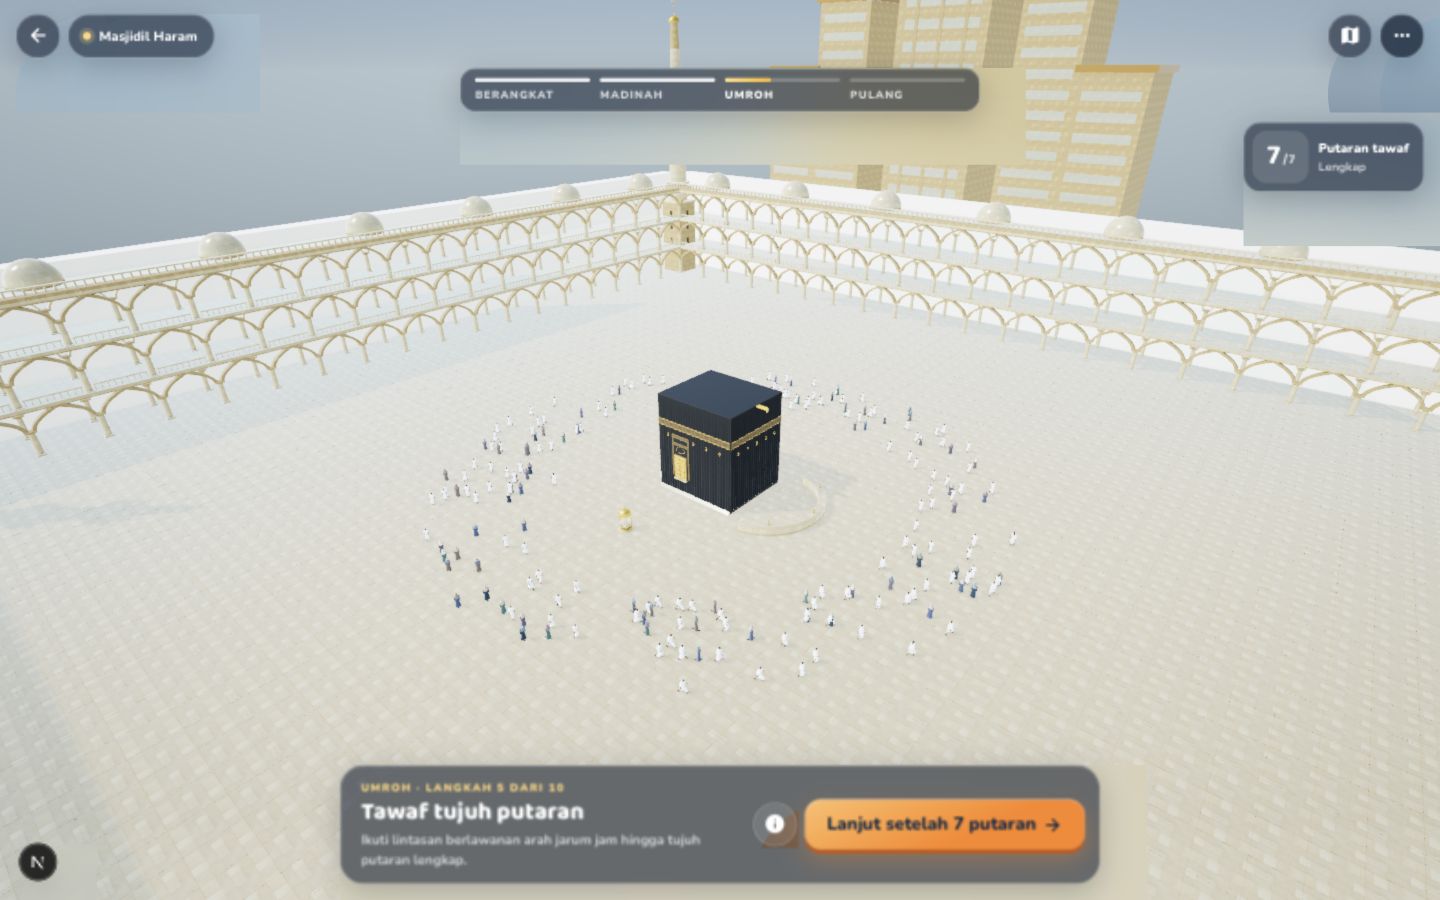 Masjidil Haram
BERANGKAT
MADINAH
UMROH
PULANG
7/7
Putaran tawaf
Lengkap
UMROH · LANGKAH 5 DARI 10
Tawaf tujuh putaran
Ikuti lintasan berlawanan arah jarum jam hingga tujuh
putaran lengkap.
Lanjut setelah 7 putaran →
N